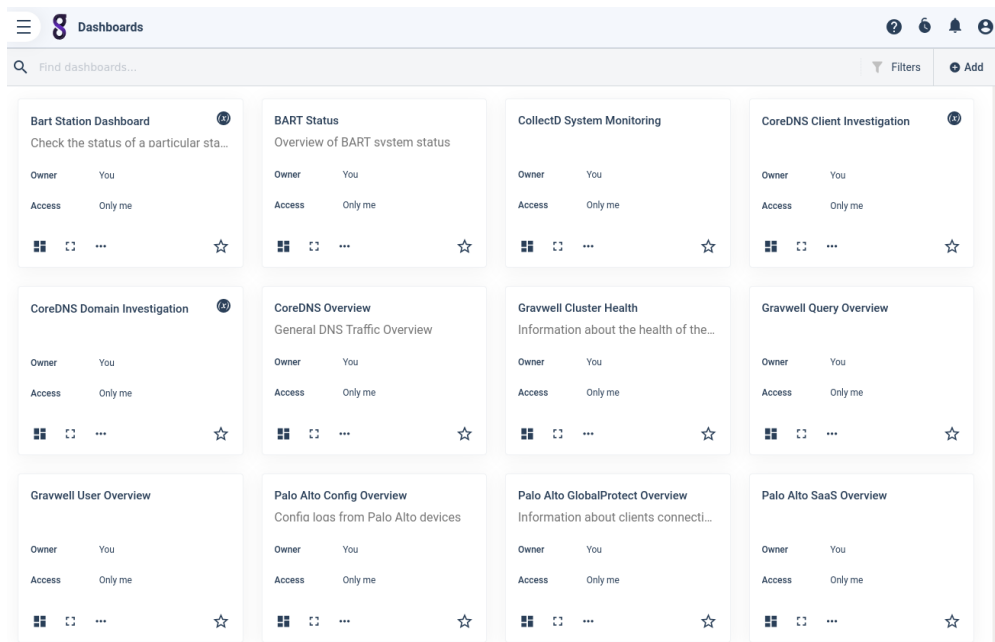 Dashboards
Find dashboards...
Filters
Add
Bart Station Dashboard
(x)
Check the status of a particular sta...
Owner You
Access Only me
BART Status
Overview of BART system status
Owner You
Access Only me
CollectD System Monitoring
Owner You
Access Only me
CoreDNS Client Investigation
(x)
Owner You
Access Only me
CoreDNS Domain Investigation
(x)
Owner You
Access Only me
CoreDNS Overview
General DNS Traffic Overview
Owner You
Access Only me
Gravwell Cluster Health
Information about the health of the...
Owner You
Access Only me
Gravwell Query Overview
Owner You
Access Only me
Gravwell User Overview
Owner You
Access Only me
Palo Alto Config Overview
Config logs from Palo Alto devices
Owner You
Access Only me
Palo Alto GlobalProtect Overview
Information about clients connecti...
Owner You
Access Only me
Palo Alto SaaS Overview
Owner You
Access Only me